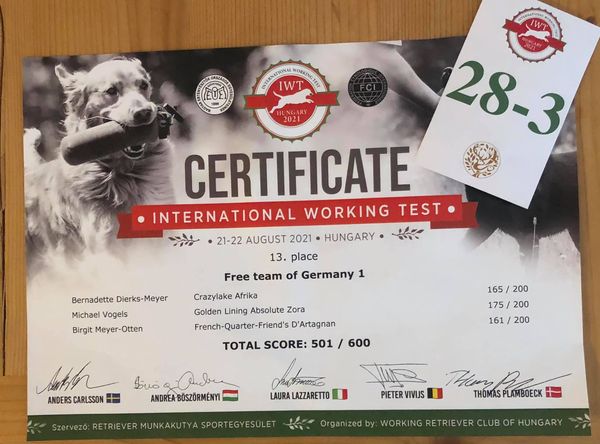 INTERNATIONAL WORKING TEST
IWT
HUNGARY
2021
28-3
INTERNATIONAL WORKING TEST
IWT
HUNGARY
2021
FCI
CERTIFICATE
• INTERNATIONAL WORKING TEST •
• 21-22 AUGUST 2021 • HUNGARY •
13. place
Free team of Germany 1
Bernadette Dierks-Meyer Crazylake Afrika 165 / 200
Michael Vogels Golden Lining Absolute Zora 175 / 200
Birgit Meyer-Otten French-Quarter-Friend's D'Artagnan 161 / 200
TOTAL SCORE: 501 / 600
ANDERS CARLSSON ANDREA BÖSZÖRMÉNYI LAURA LAZZARETTO PIETER VIVIJS THOMAS PLAMBOECK
Szervező: RETRIEVER MUNKAKUTYA SPORTEGYESÜLET Organized by: WORKING RETRIEVER CLUB OF HUNGARY